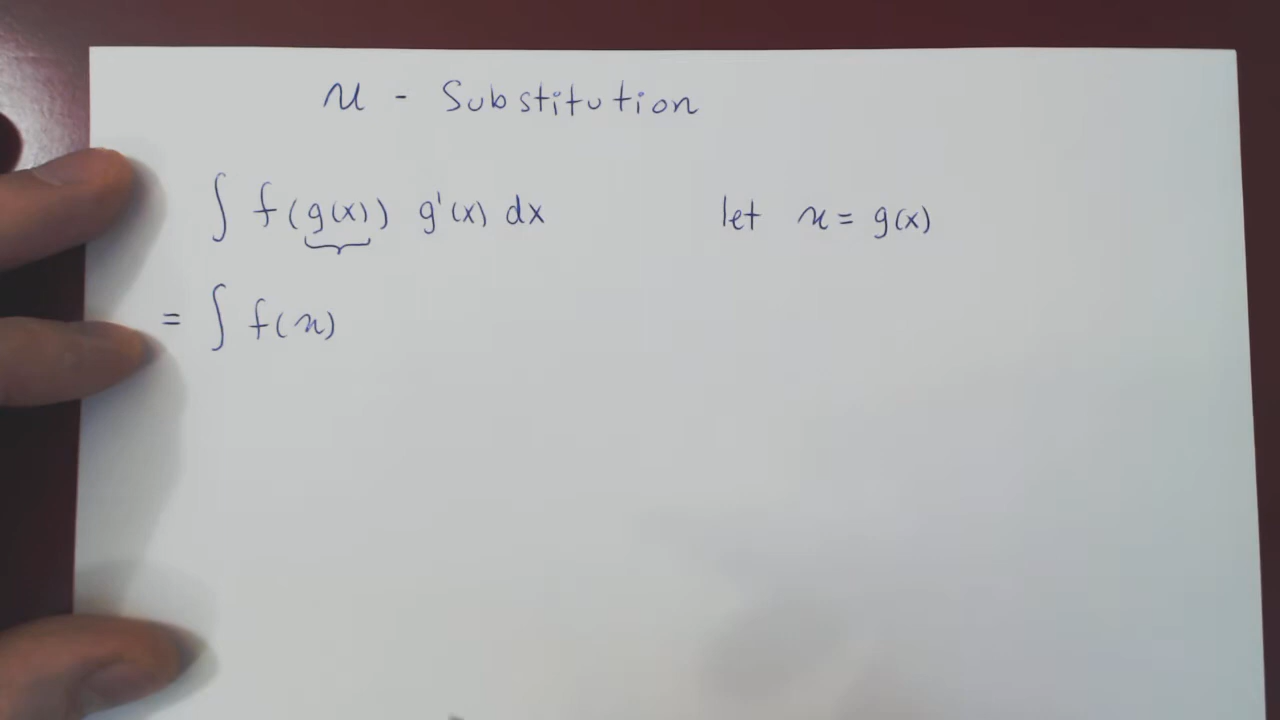 u - Substitution
∫ f(g(x)) g'(x) dx let u = g(x)
= ∫ f(u)